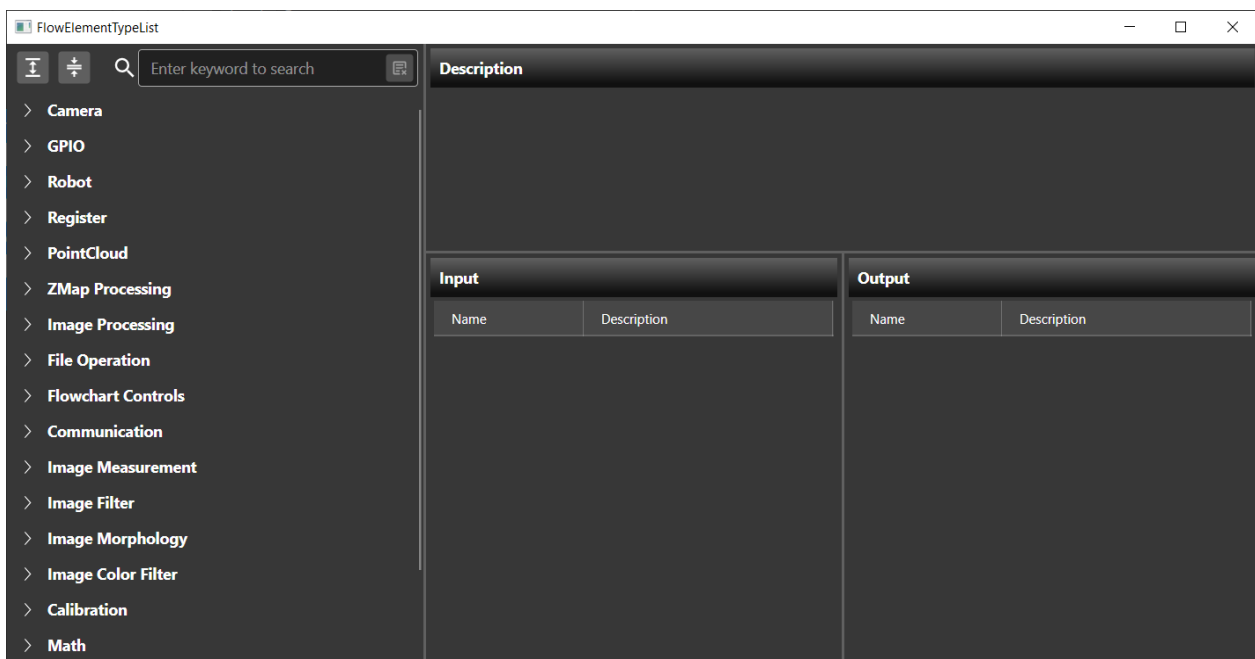 FlowElementTypeList
Enter keyword to search
Camera
GPIO
Robot
Register
PointCloud
ZMap Processing
Image Processing
File Operation
Flowchart Controls
Communication
Image Measurement
Image Filter
Image Morphology
Image Color Filter
Calibration
Math
Description
Input
Name Description
Output
Name Description